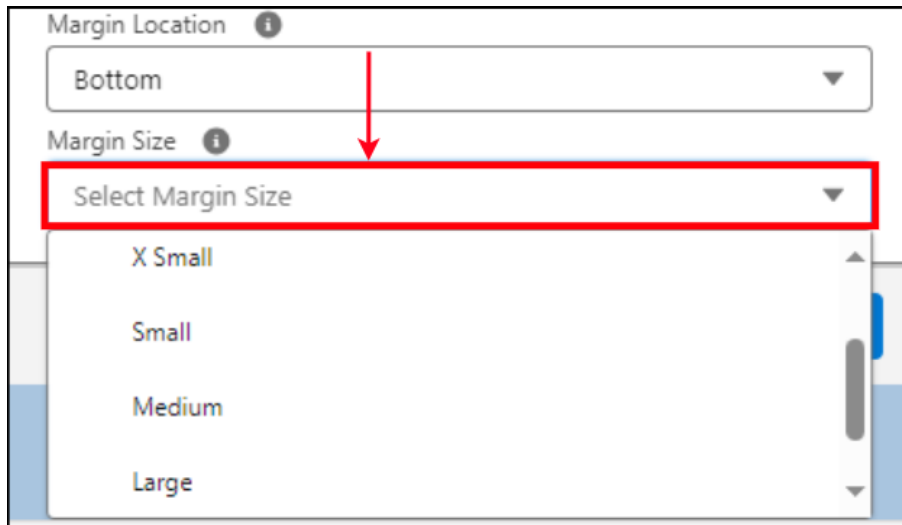 Margin Location
Bottom
Margin Size
Select Margin Size
X Small
Small
Medium
Large